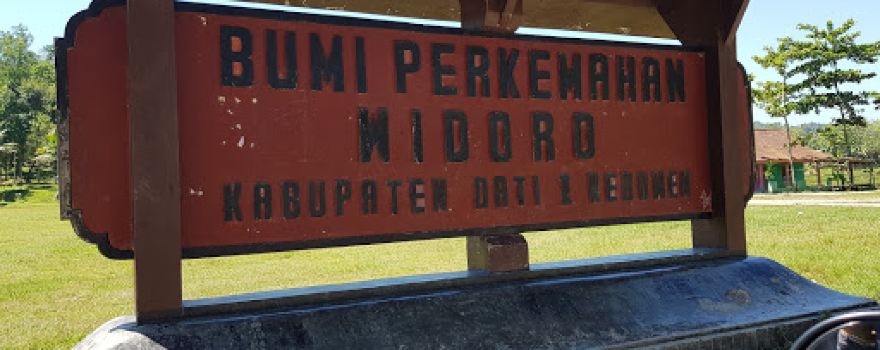 BUMI PERKEMAHAN
WIDORO
KABUPATEN DATI II KEBUMEN